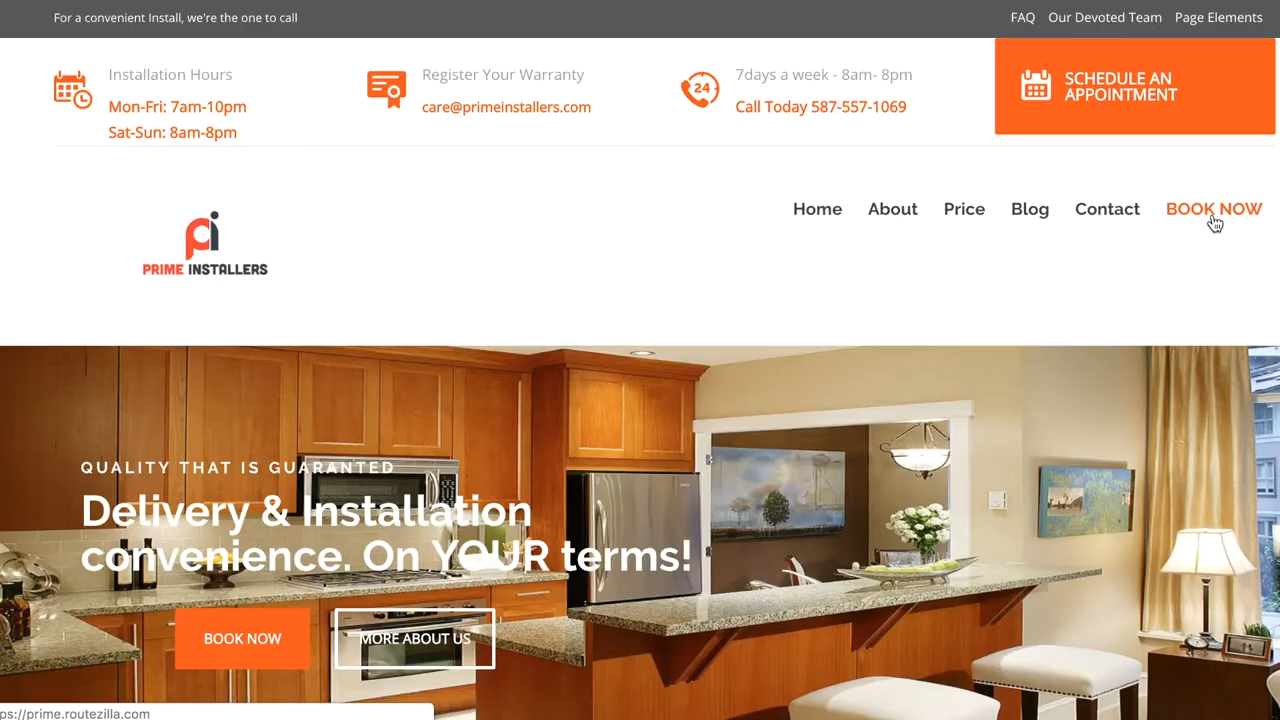 For a convenient Install, we're the one to call
FAQ Our Devoted Team Page Elements
Installation Hours
Mon-Fri: 7am-10pm
Sat-Sun: 8am-8pm
Register Your Warranty
care@primeinstallers.com
24
7days a week - 8am- 8pm
Call Today 587-557-1069
SCHEDULE AN
APPOINTMENT
Home About Price Blog Contact BOOK NOW
pi
PRIME INSTALLERS
QUALITY THAT IS GUARANTED
Delivery & Installation
convenience. On YOUR terms!
BOOK NOW
MORE ABOUT US
ps://prime.routezilla.com